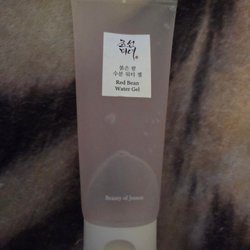 조선
미녀
붉은 팥
수분 워터 젤
Red Bean
Water Gel
Beauty of Joseon